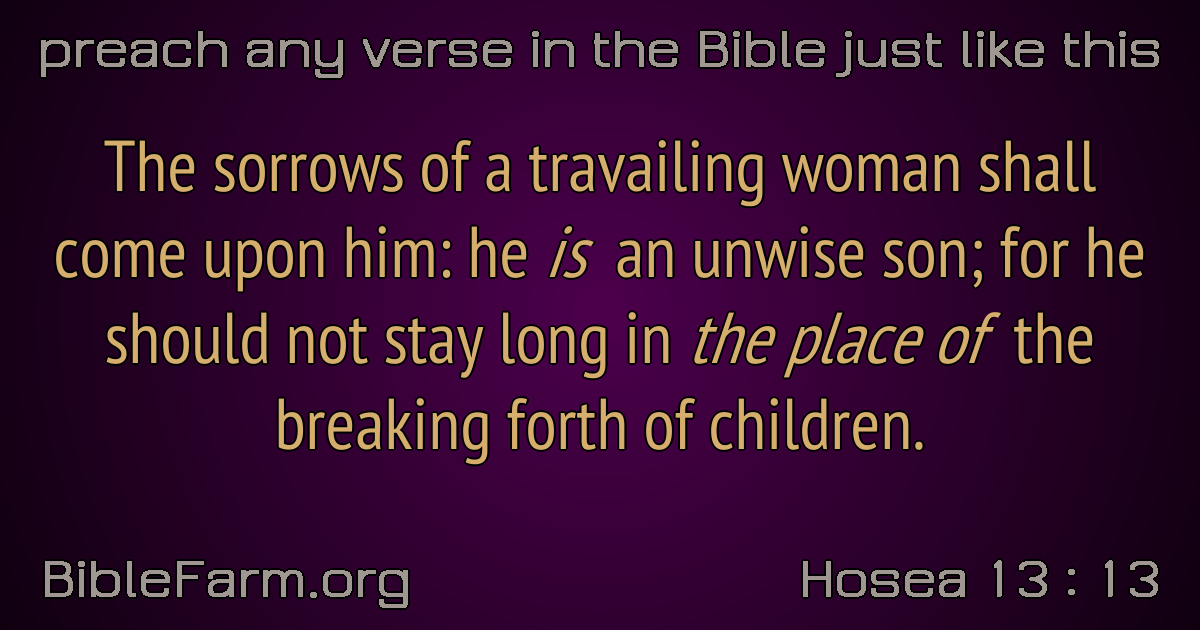 preach any verse in the Bible just like this
The sorrows of a travailing woman shall
come upon him: he is an unwise son; for he
should not stay long in the place of the
breaking forth of children.
BibleFarm.org
Hosea 13 : 13